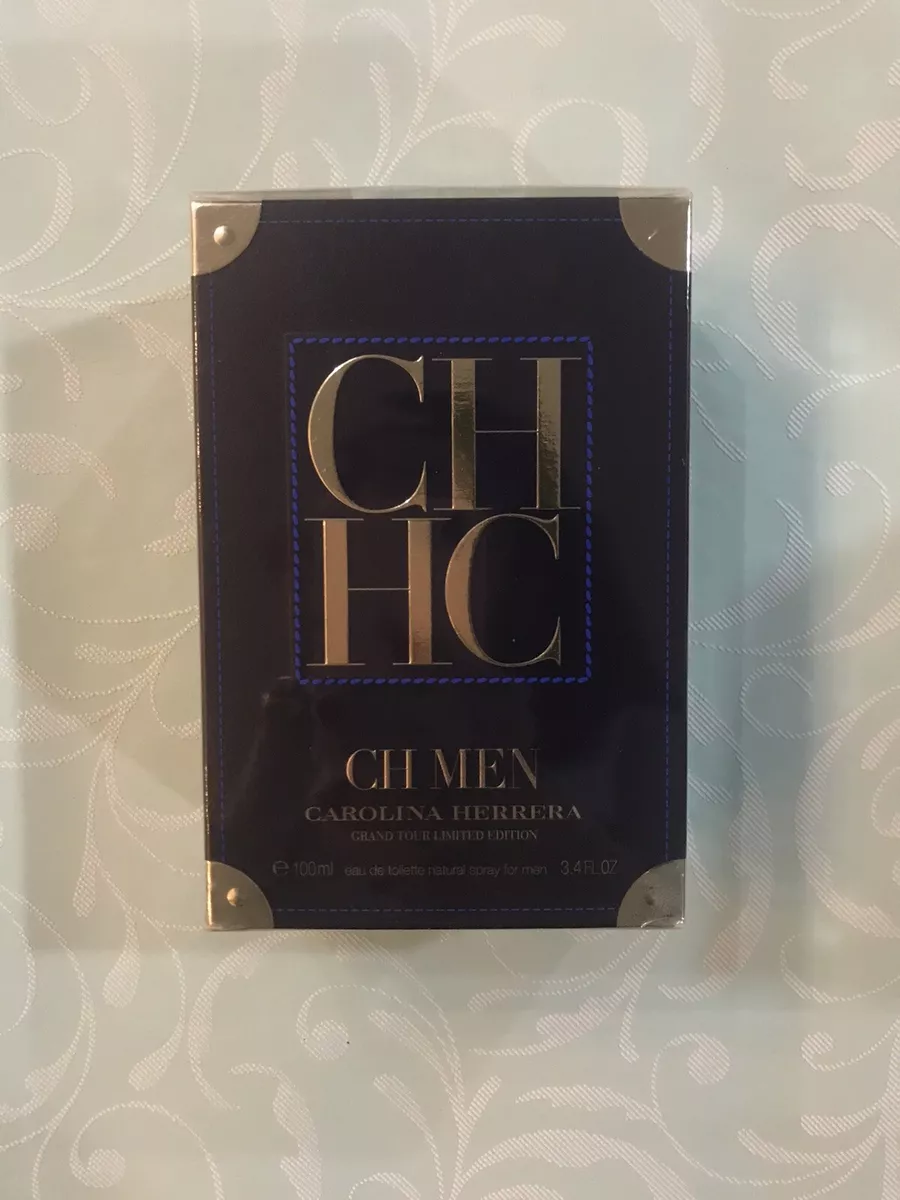 CH
HC
CH MEN
CAROLINA HERRERA
GRAND TOUR LIMITED EDITION
℮ 100ml eau de toilette natural spray for men 3.4 FL.OZ